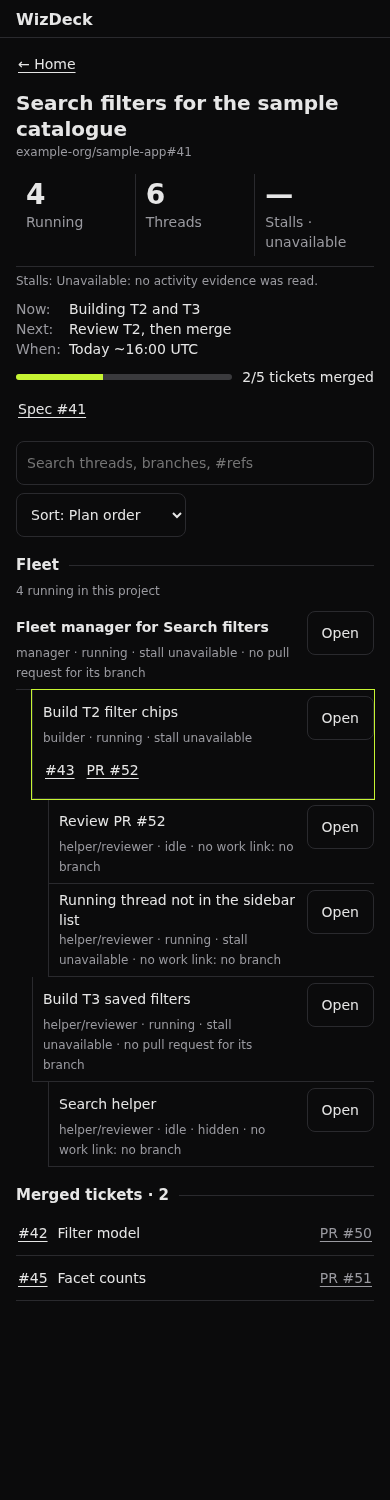 WizDeck
← Home
Search filters for the sample
catalogue
example-org/sample-app#41
4
Running
6
Threads
—
Stalls ·
unavailable
Stalls: Unavailable: no activity evidence was read.
Now: Building T2 and T3
Next: Review T2, then merge
When: Today ~16:00 UTC
2/5 tickets merged
Spec #41
Search threads, branches, #refs
Sort: Plan order
Fleet
4 running in this project
Fleet manager for Search filters
Open
manager · running · stall unavailable · no pull
request for its branch
Build T2 filter chips
Open
builder · running · stall unavailable
#43 PR #52
Review PR #52
Open
helper/reviewer · idle · no work link: no
branch
Running thread not in the sidebar
list
Open
helper/reviewer · running · stall
unavailable · no work link: no branch
Build T3 saved filters
Open
helper/reviewer · running · stall
unavailable · no pull request for its
branch
Search helper
Open
helper/reviewer · idle · hidden · no
work link: no branch
Merged tickets · 2
#42 Filter model PR #50
#45 Facet counts PR #51